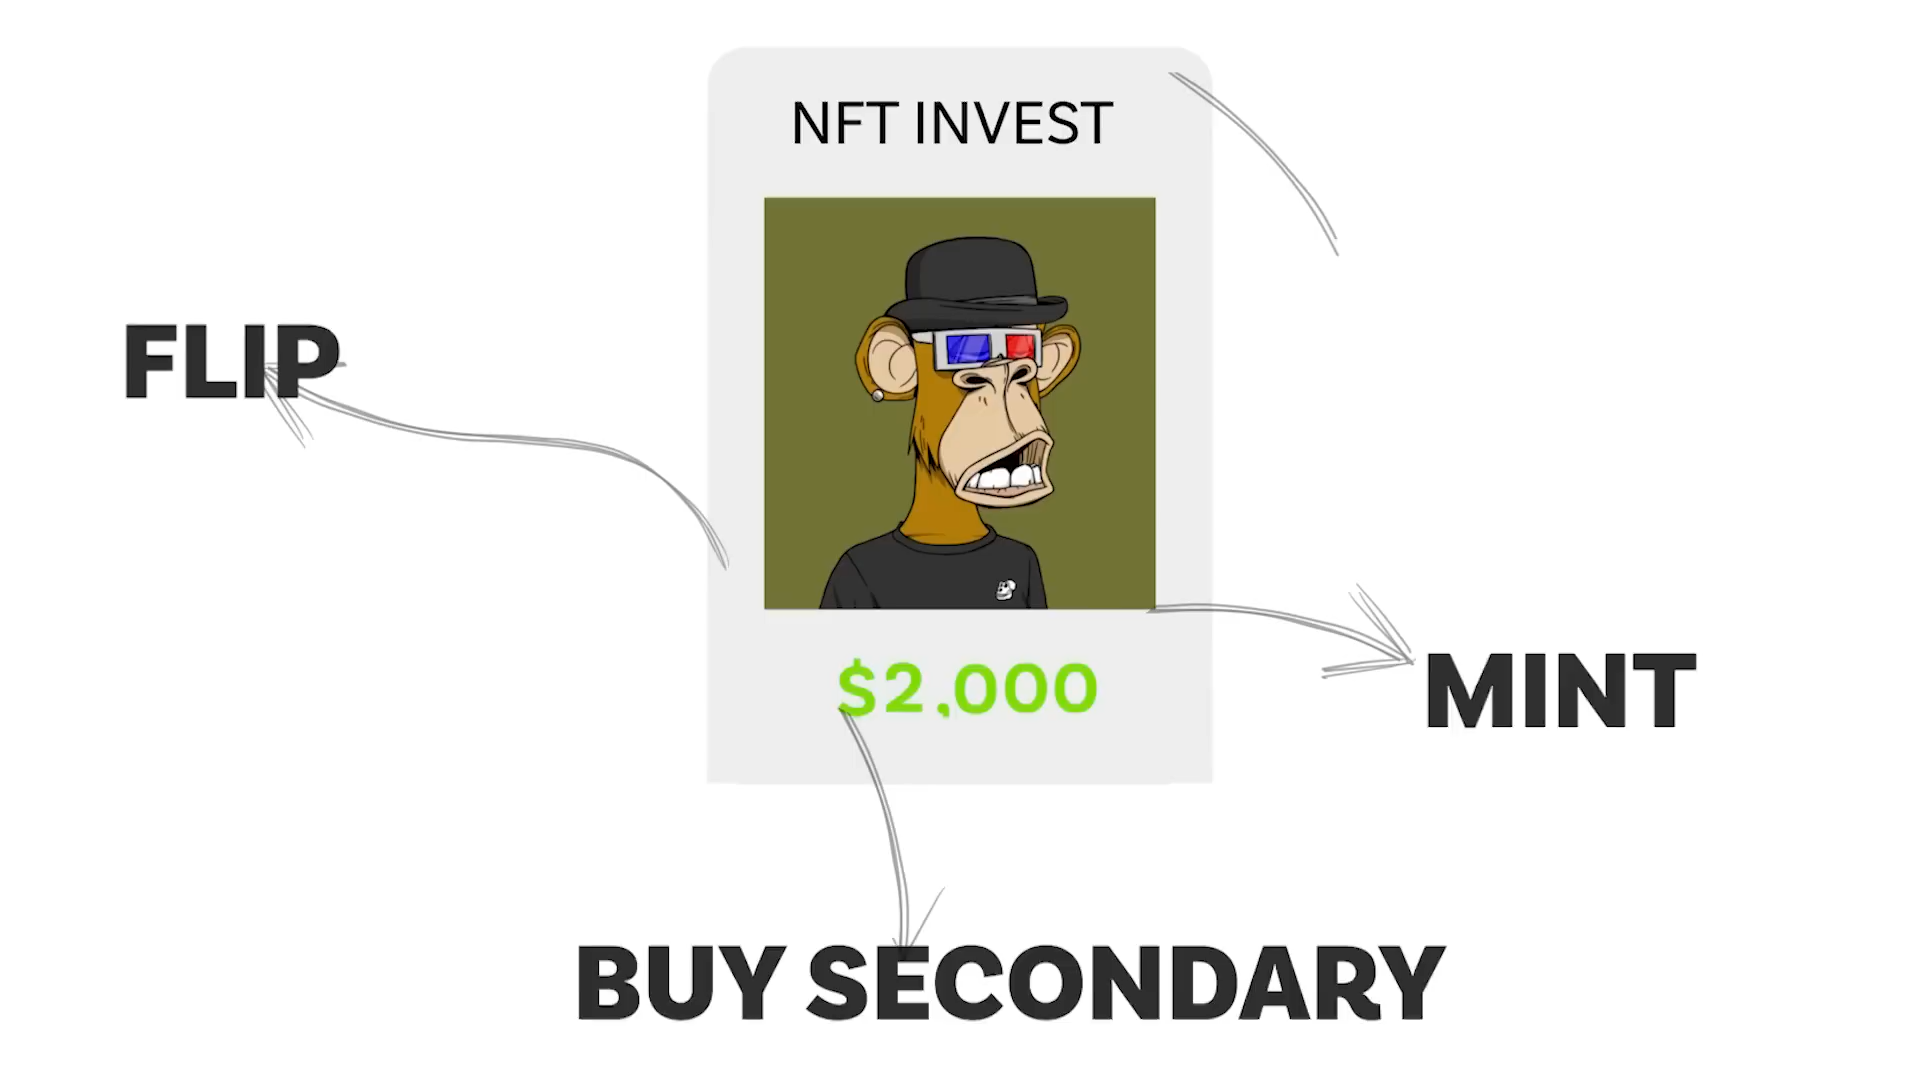 NFT INVEST
FLIP
MINT
$2,000
BUY SECONDARY